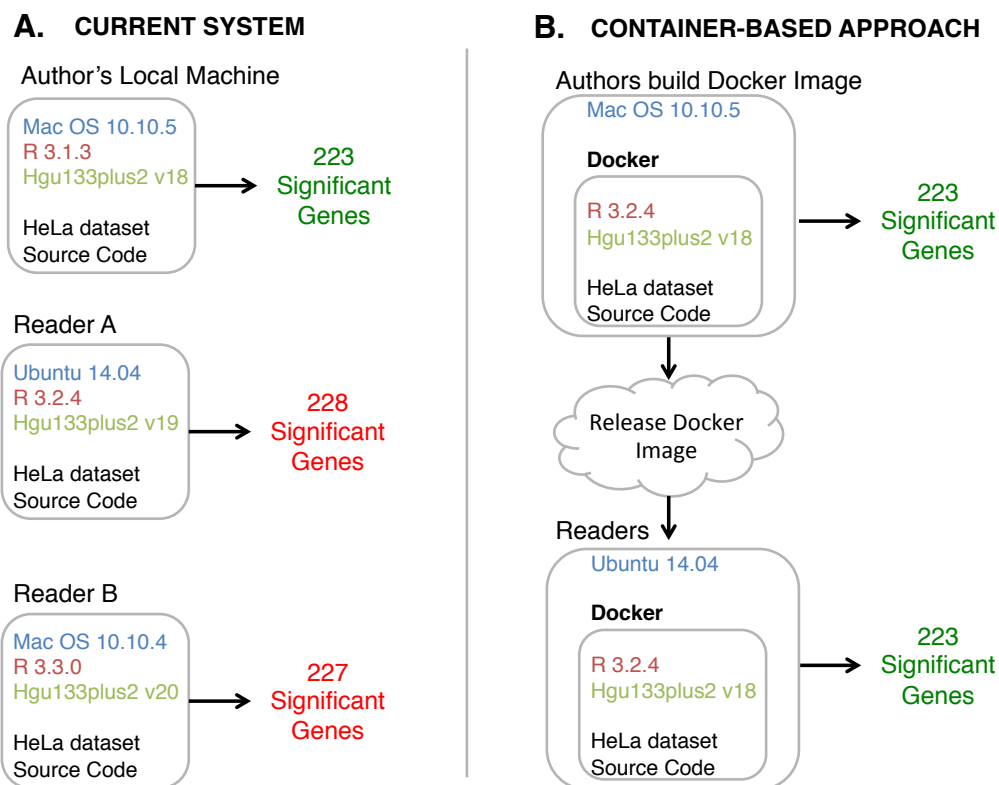 A. CURRENT SYSTEM
Author's Local Machine
Mac OS 10.10.5
R 3.1.3
Hgu133plus2 v18
HeLa dataset
Source Code
223
Significant
Genes
Reader A
Ubuntu 14.04
R 3.2.4
Hgu133plus2 v19
HeLa dataset
Source Code
228
Significant
Genes
Reader B
Mac OS 10.10.4
R 3.3.0
Hgu133plus2 v20
HeLa dataset
Source Code
227
Significant
Genes
B. CONTAINER-BASED APPROACH
Authors build Docker Image
Mac OS 10.10.5
Docker
R 3.2.4
Hgu133plus2 v18
HeLa dataset
Source Code
223
Significant
Genes
Release Docker
Image
Readers
Ubuntu 14.04
Docker
R 3.2.4
Hgu133plus2 v18
HeLa dataset
Source Code
223
Significant
Genes